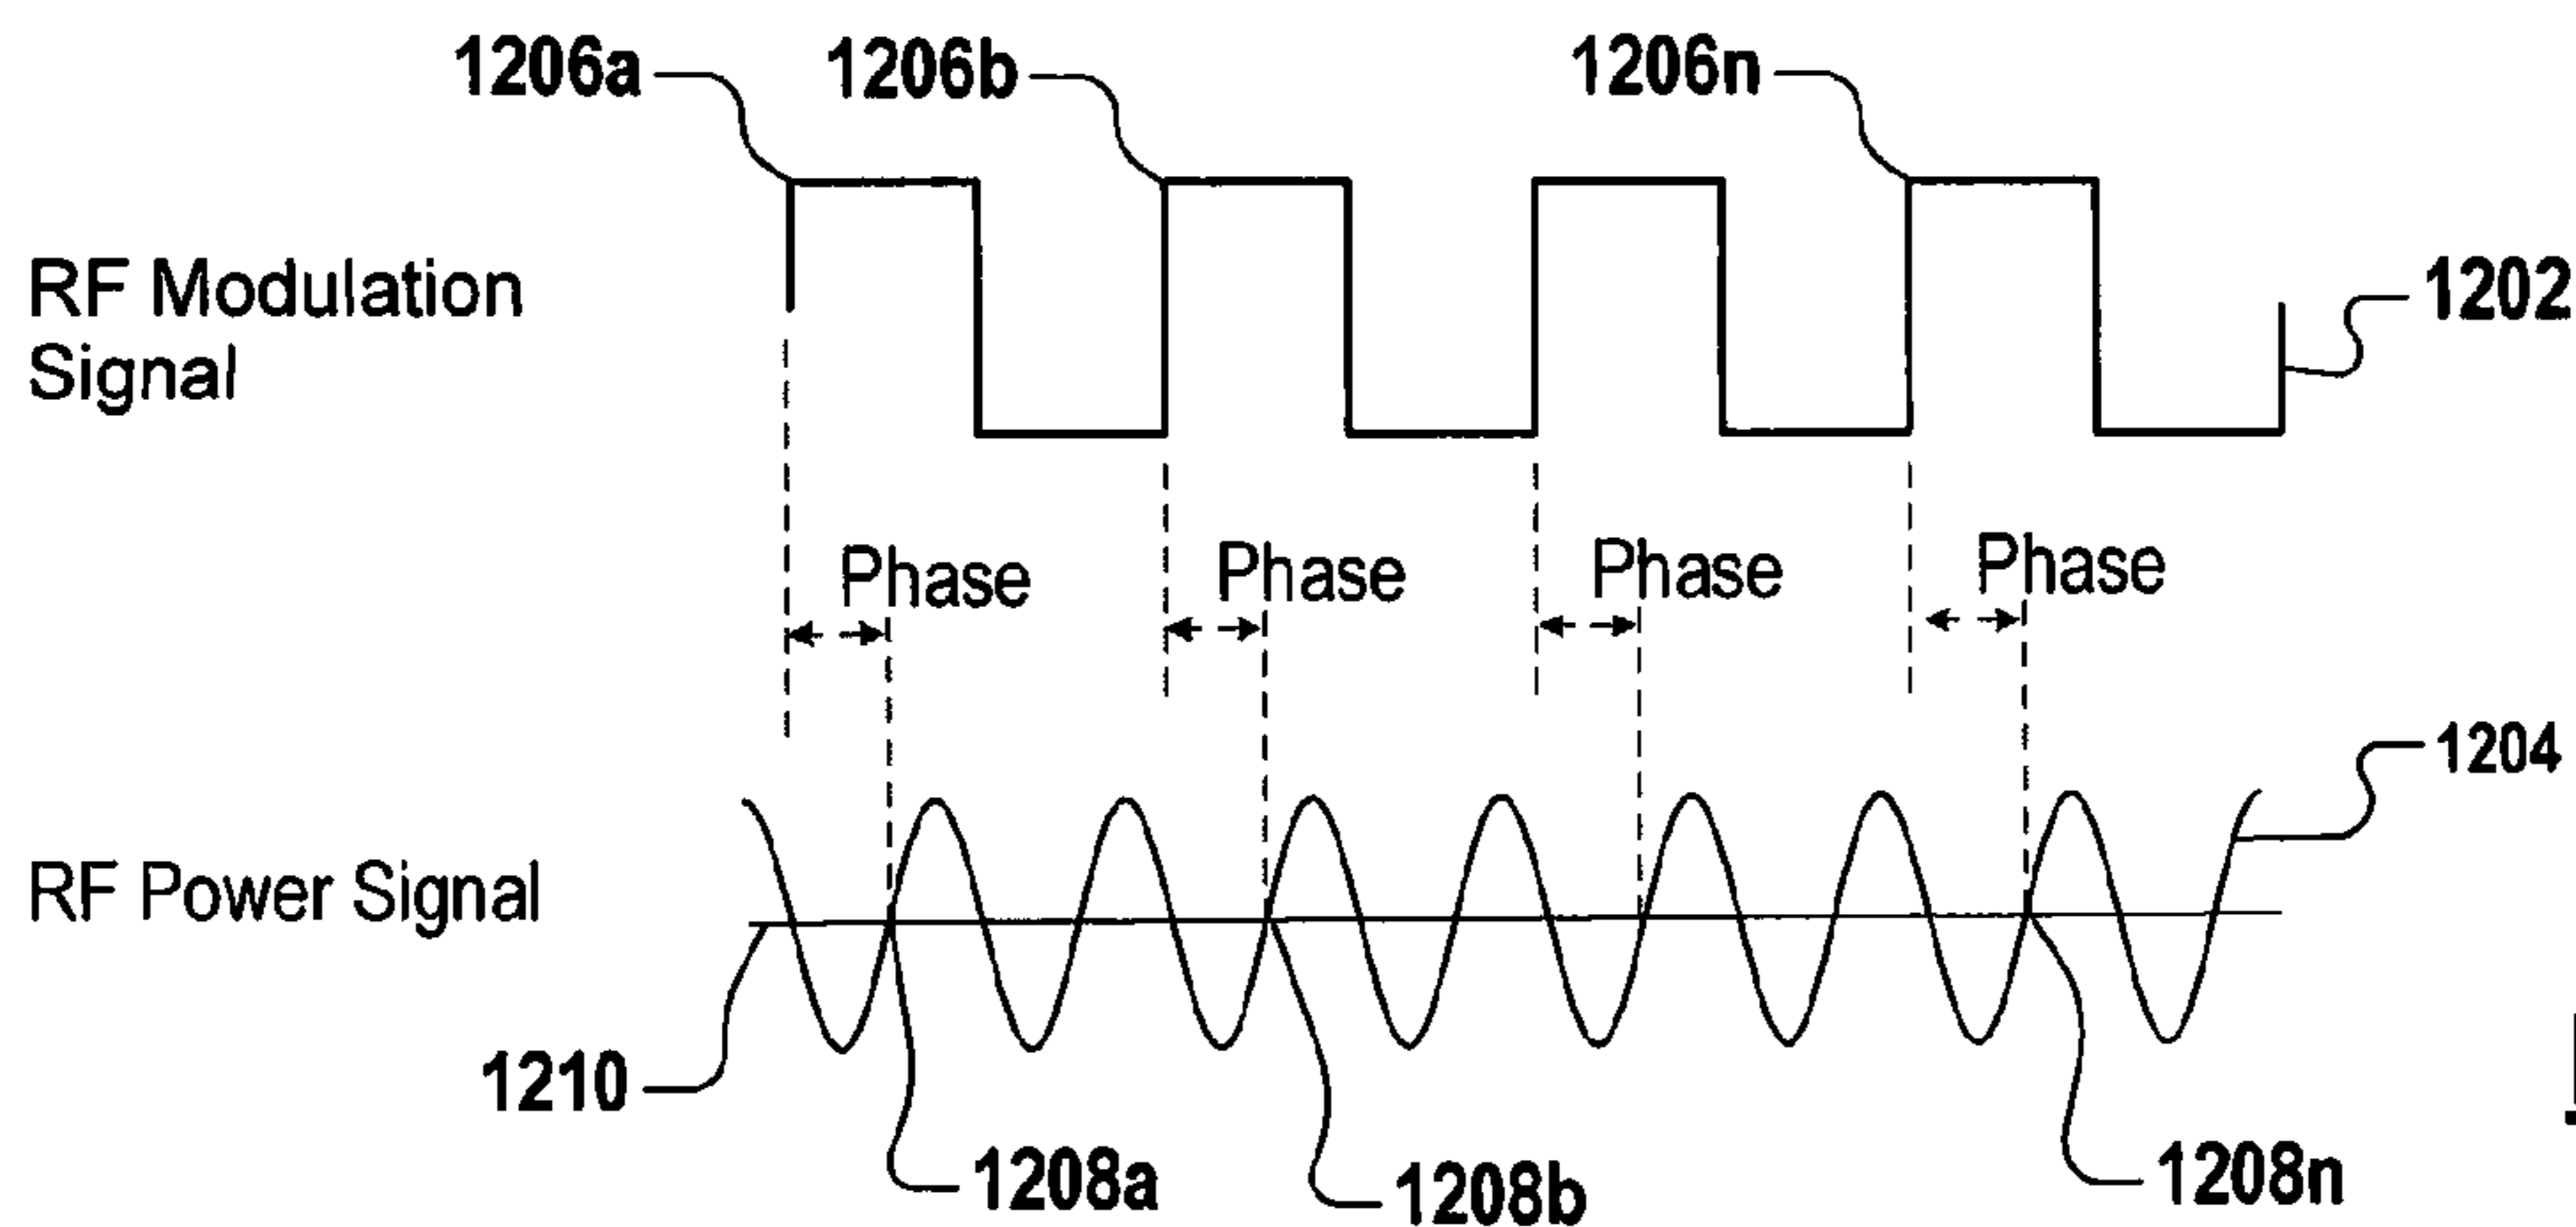 1206a
1206b
1206n
RF Modulation
Signal
1202
Phase
Phase
Phase
Phase
1204
RF Power Signal
1210
1208a
1208b
1208n